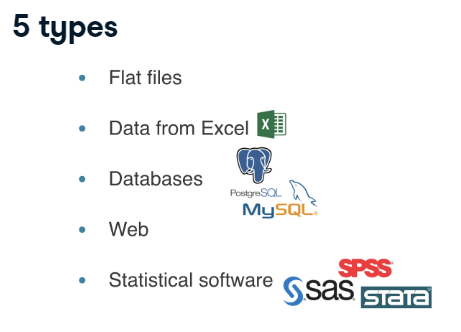 5 types
Flat files
Data from Excel
X
Databases
PostgreSQL
MySQL®
Web
Statistical software
SPSS
sas
STATA